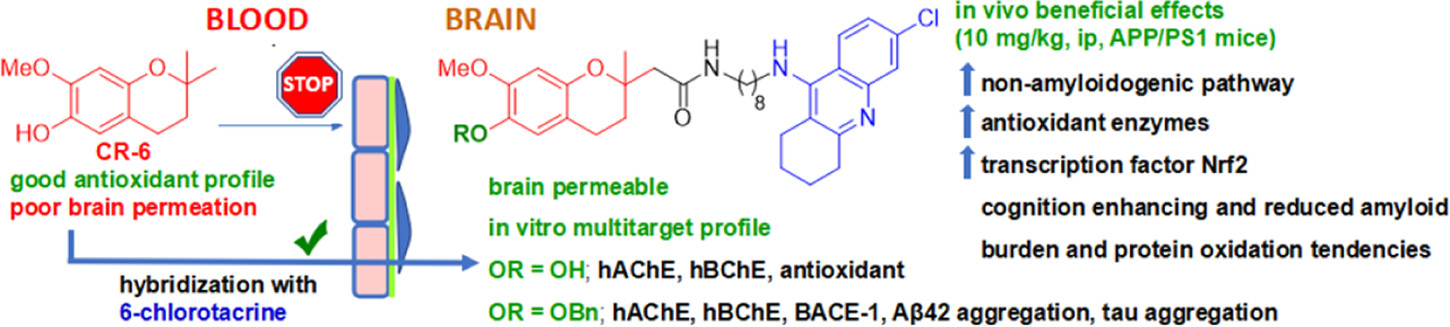 BLOOD
STOP
MeO
O
HO
CR-6
good antioxidant profile
poor brain permeation
hybridization with
6-chlorotacrine
BRAIN
MeO
O
RO
O
H
N
8
H
N
N
Cl
brain permeable
in vitro multitarget profile
OR = OH; hAChE, hBChE, antioxidant
OR = OBn; hAChE, hBChE, BACE-1, Aβ42 aggregation, tau aggregation
in vivo beneficial effects
(10 mg/kg, ip, APP/PS1 mice)
non-amyloidogenic pathway
antioxidant enzymes
transcription factor Nrf2
cognition enhancing and reduced amyloid
burden and protein oxidation tendencies